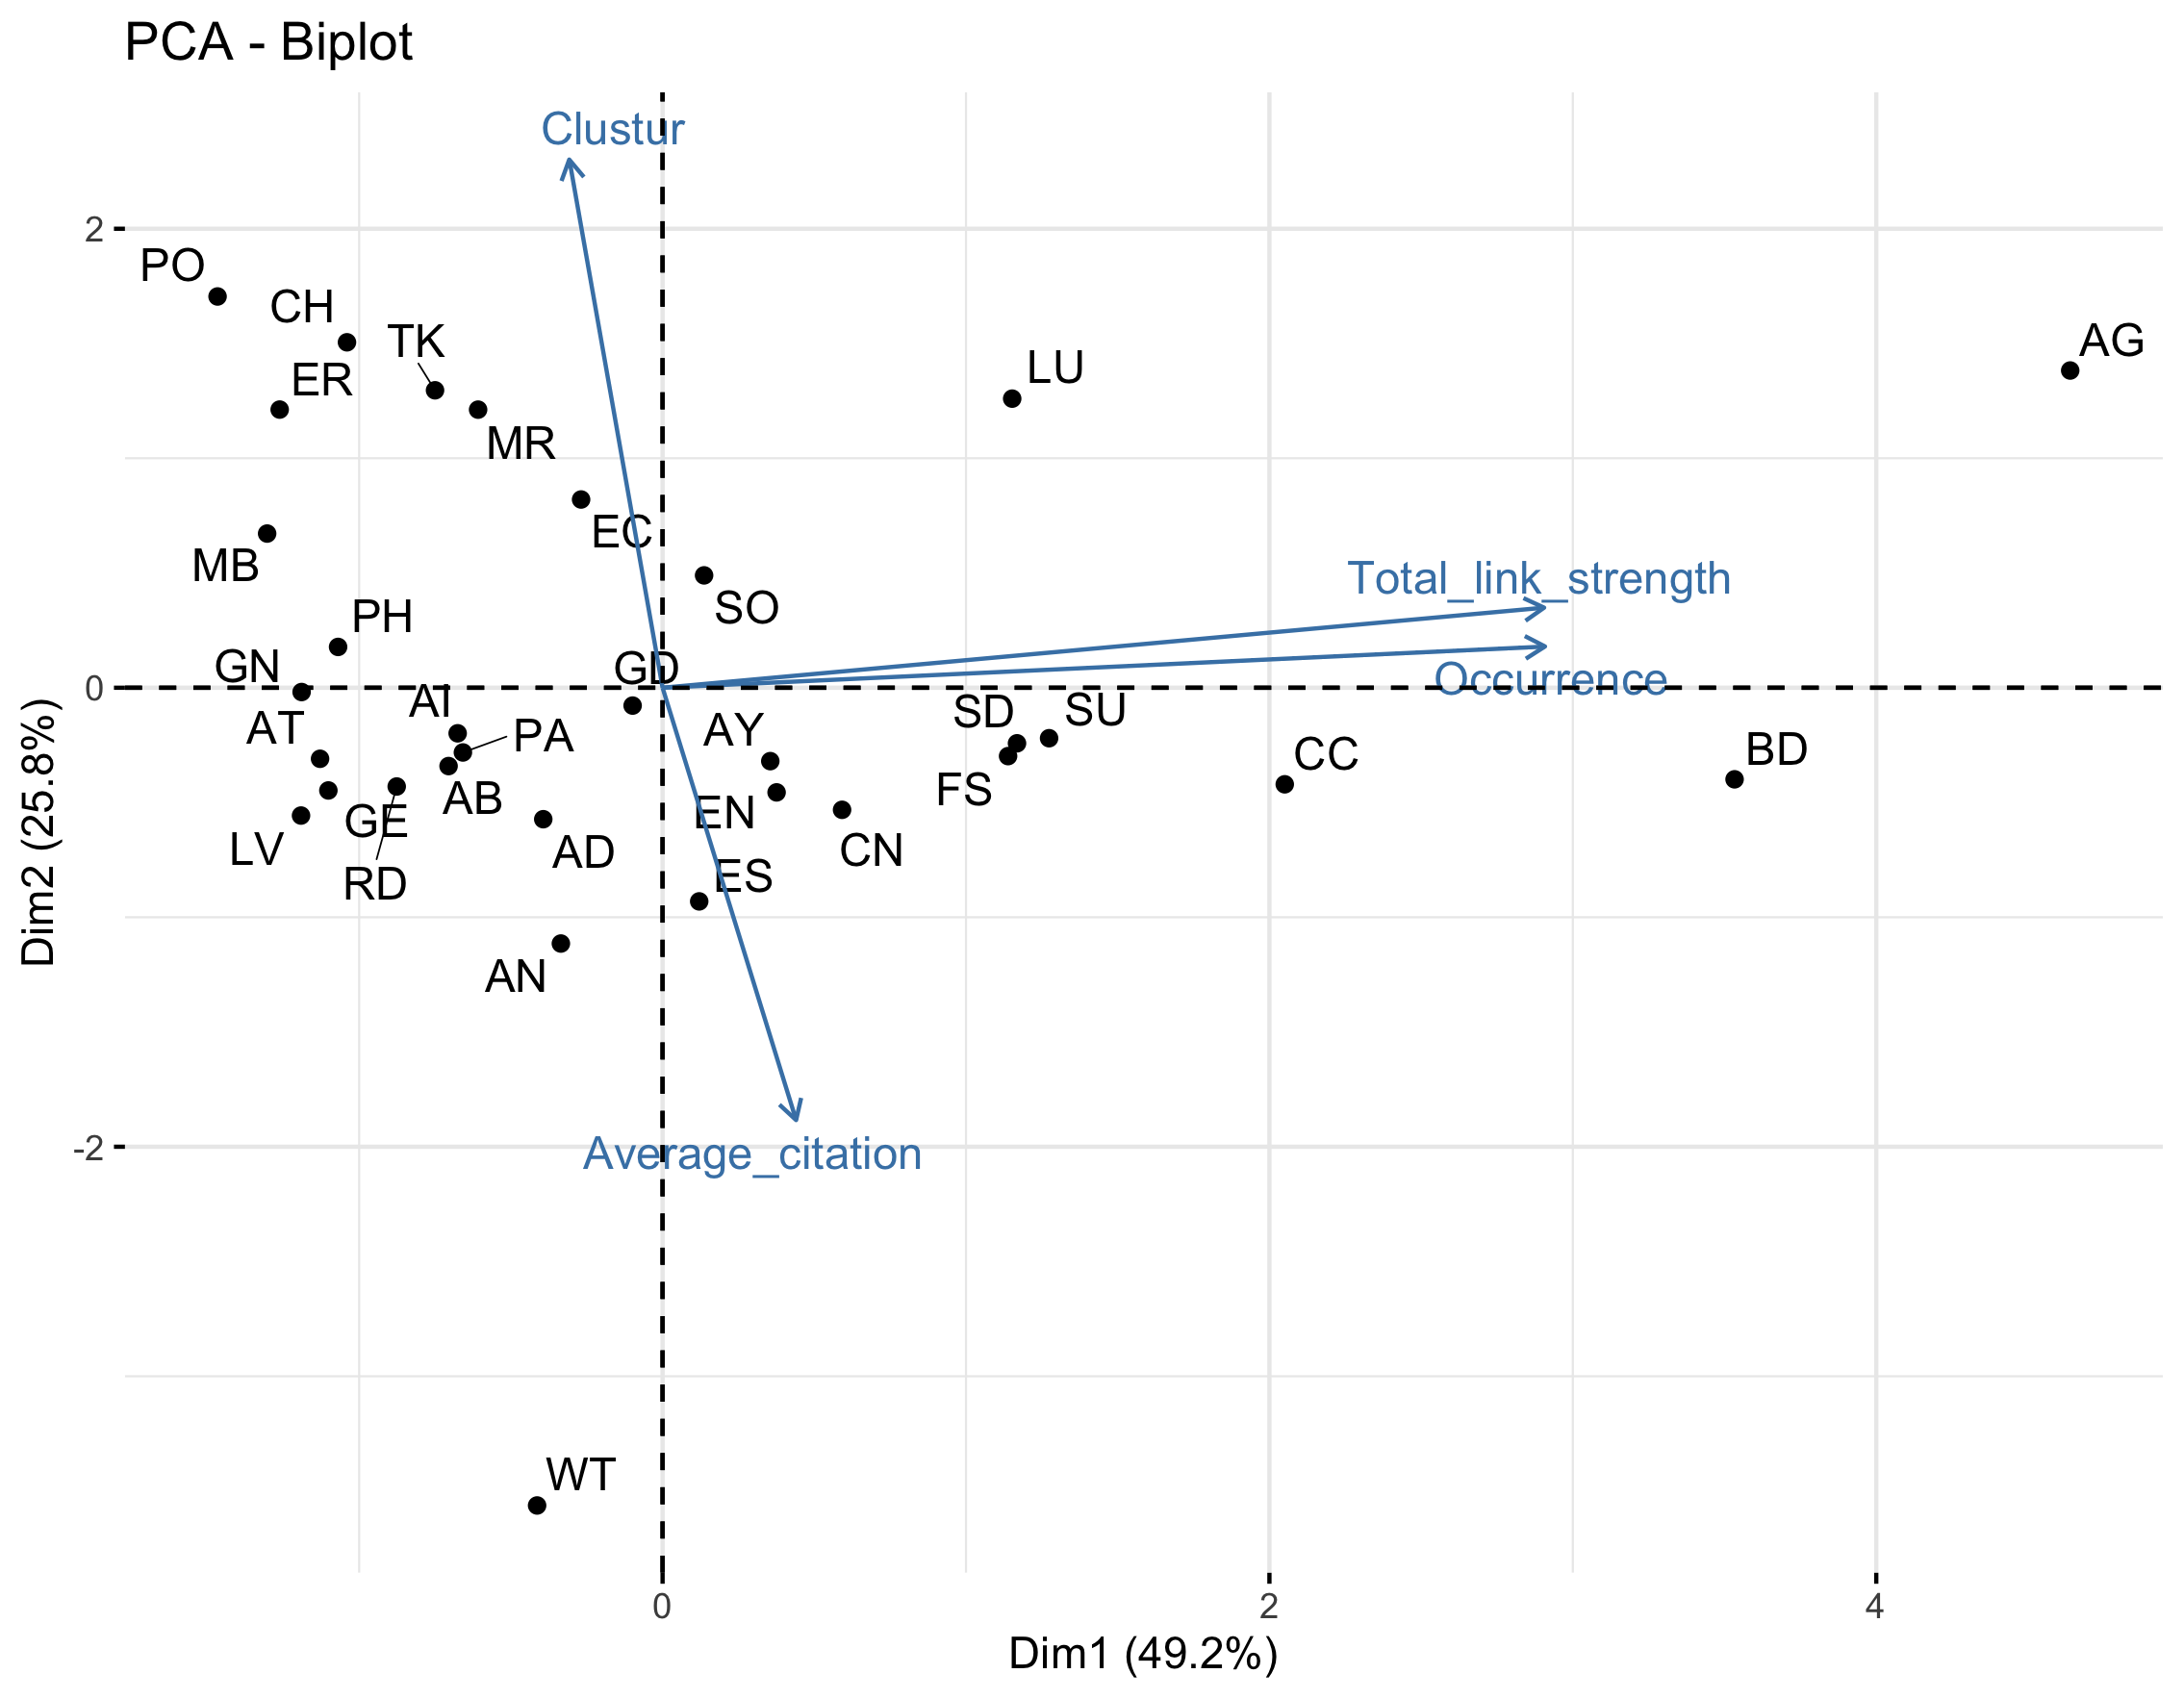 PCA - Biplot
Clustur
2
PO
CH
TK
AG
LU
ER
MR
EC
MB
Total_link_strength
SO
PH
GN
GD
Occurrence
0
AI
SD
SU
AT
PA
AY
CC
BD
FS
AB
EN
GE
LV
AD
CN
RD
ES
AN
-2
Average_citation
WT
Dim2 (25.8%)
0
2
4
Dim1 (49.2%)